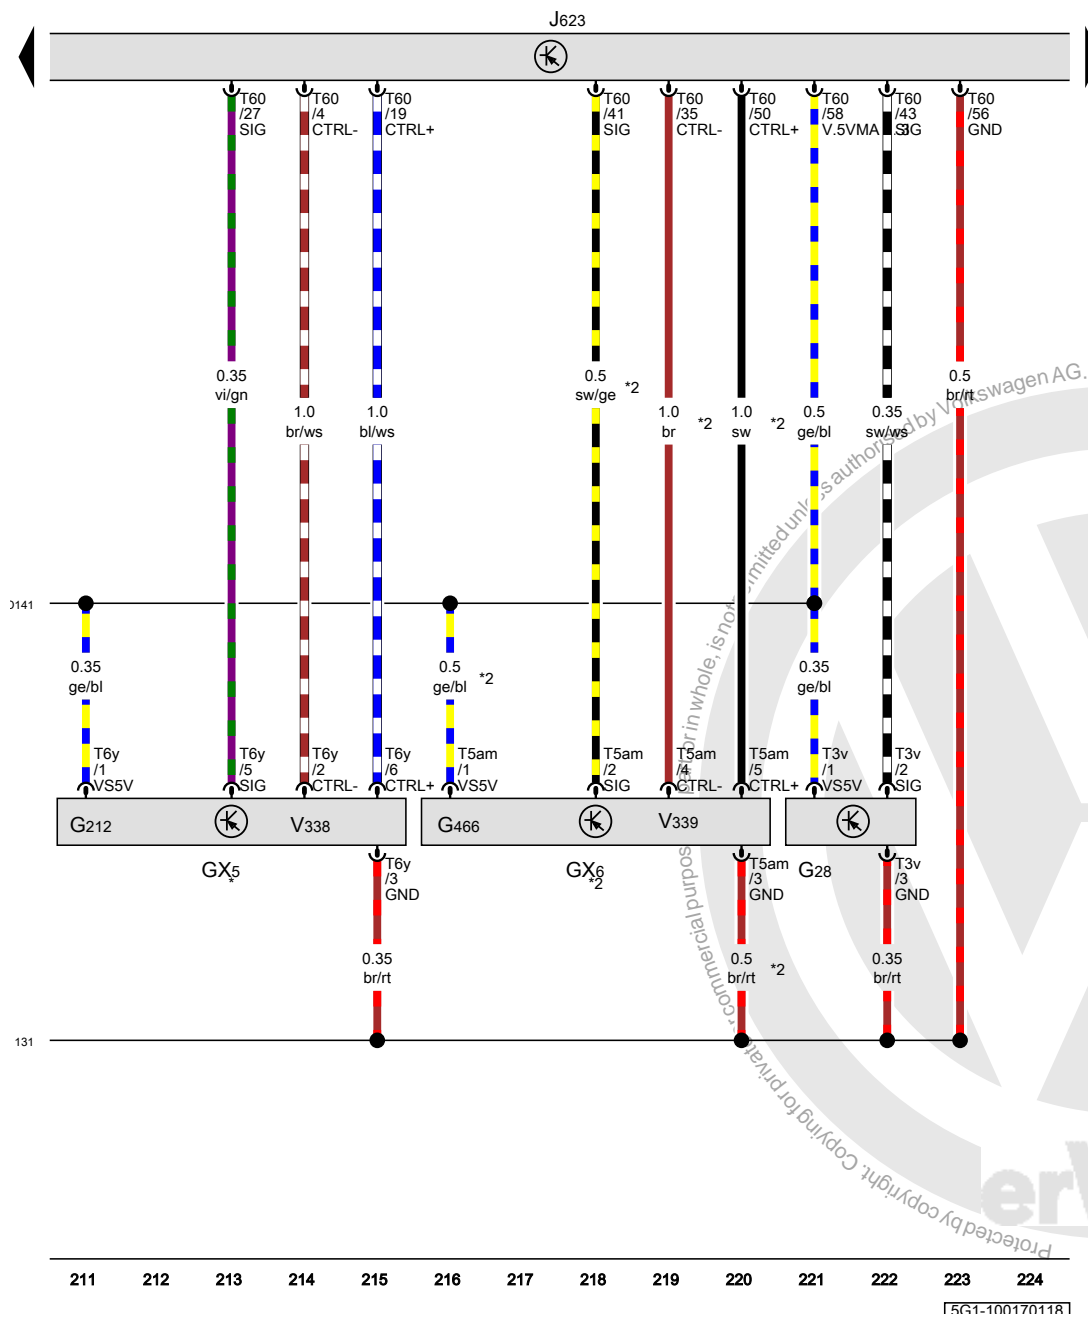 J623
T60 /27 SIG
T60 /4 CTRL-
T60 /19 CTRL+
T60 /41 SIG
T60 /35 CTRL-
T60 /50 CTRL+
T60 /58 V.5VMA
T60 /43 SIG
T60 /56 GND
0.35 vi/gn
1.0 br/ws
1.0 bl/ws
0.5 sw/ge *2
1.0 br *2
1.0 sw *2
0.5 ge/bl
0.35 sw/ws
0.5 br/rt
0141
0.35 ge/bl
0.5 ge/bl *2
0.35 ge/bl
T6y /1 VS5V
T6y /5 SIG
T6y /2 CTRL-
T6y /6 CTRL+
T5am /1 VS5V
T5am /2 SIG
T5am /4 CTRL-
T5am /5 CTRL+
T3v /1 VS5V
T3v /2 SIG
G212
V338
G466
V339
GX5
*
GX6
*2
G28
T6y /3 GND
T5am /3 GND
T3v /3 GND
0.35 br/rt
0.5 br/rt *2
0.35 br/rt
131
211 212 213 214 215 216 217 218 219 220 221 222 223 224
5G1-100170118
Protected by copyright. Copying for private or commercial purpos
part or in whole, is not
mitted unless authorised by Volkswagen AG.
er